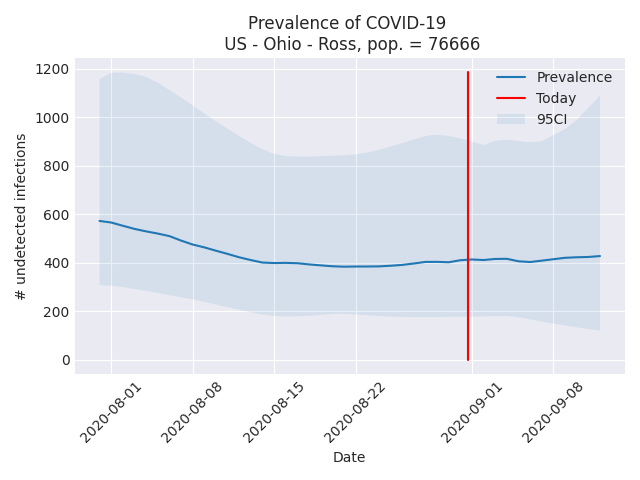 Prevalence of COVID-19
US - Ohio - Ross, pop. = 76666
Prevalence
Today
95CI
# undetected infections
1200
1000
800
600
400
200
0
2020-08-01
2020-08-08
2020-08-15
2020-08-22
2020-09-01
2020-09-08
Date